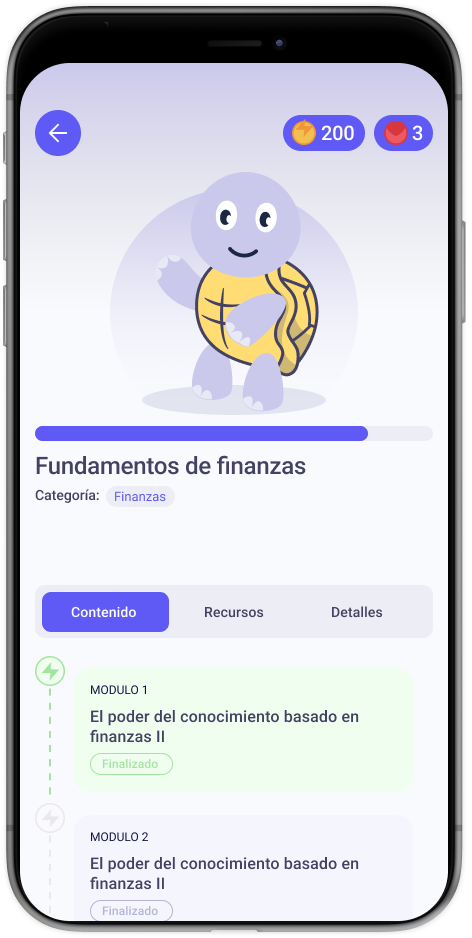 200
3
Fundamentos de finanzas
Categoría: Finanzas
Contenido
Recursos
Detalles
MODULO 1
El poder del conocimiento basado en
finanzas II
Finalizado
MODULO 2
El poder del conocimiento basado en
finanzas II
Finalizado